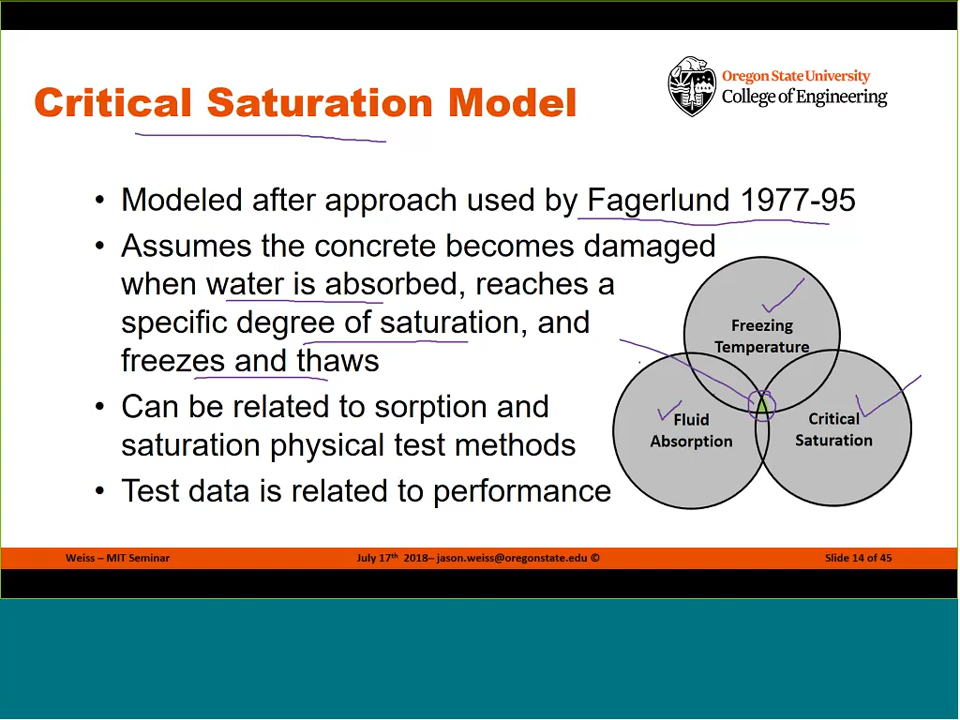 Critical Saturation Model
Oregon State University
College of Engineering
• Modeled after approach used by Fagerlund 1977-95
• Assumes the concrete becomes damaged
when water is absorbed, reaches a
specific degree of saturation, and
freezes and thaws
• Can be related to sorption and
saturation physical test methods
• Test data is related to performance
Freezing
Temperature
Fluid
Absorption
Critical
Saturation
Weiss – MIT Seminar
July 17th 2018– jason.weiss@oregonstate.edu ©
Slide 14 of 45